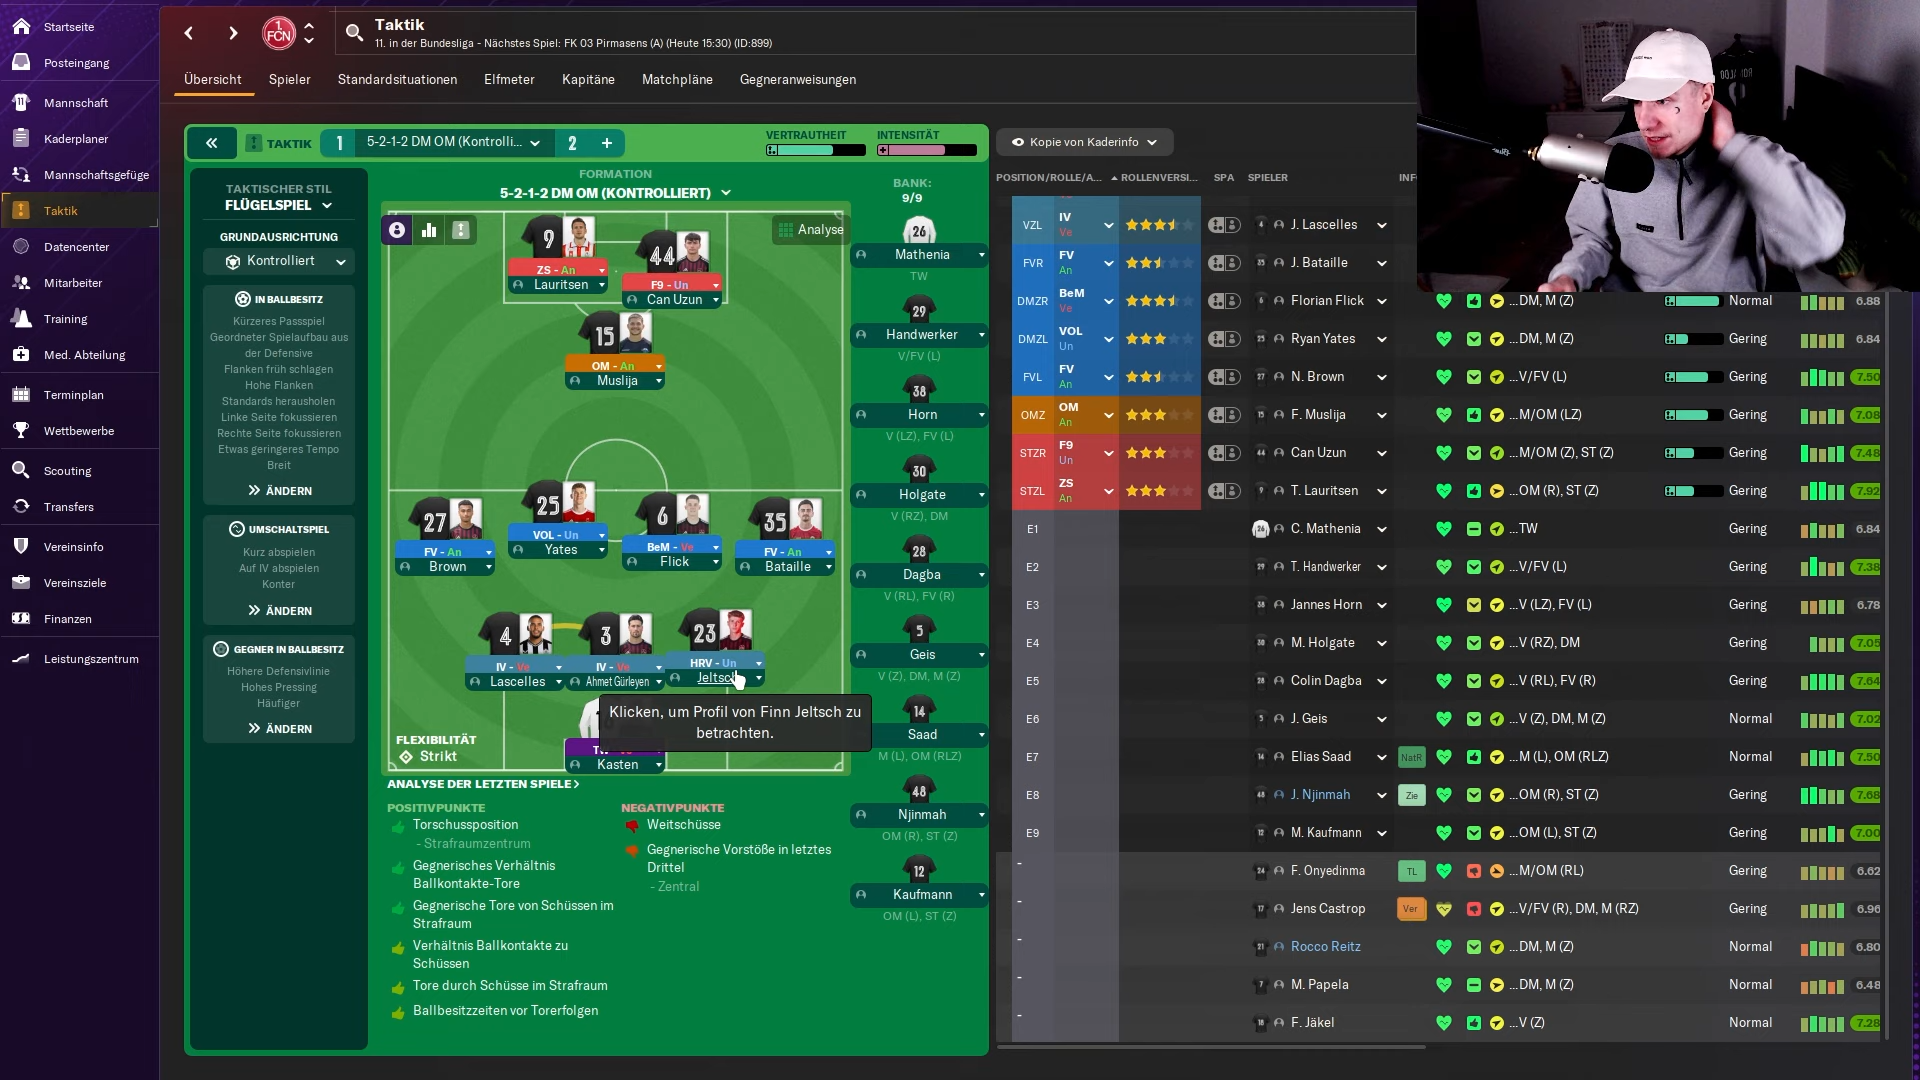 Startseite
Posteingang
Mannschaft
Kaderplaner
Mannschaftsgefüge
Taktik
Datencenter
Mitarbeiter
Training
Med. Abteilung
Terminplan
Wettbewerbe
Scouting
Transfers
Vereinsinfo
Vereinsziele
Finanzen
Leistungszentrum
Taktik
11. in der Bundesliga - Nächstes Spiel: FK 03 Pirmasens (A) (Heute 15:30) (ID:899)
Übersicht Spieler Standardsituationen Elfmeter Kapitäne Matchpläne Gegneranweisungen
TAKTIK 1 5-2-1-2 DM OM (Kontrolli... 2 +
VERTRAUTHEIT INTENSITÄT
TAKTISCHER STIL
FLÜGELSPIEL
GRUNDAUSRICHTUNG
Kontrolliert
IN BALLBESITZ
Kürzeres Passspiel
Geordneter Spielaufbau aus
der Defensive
Flanken früh schlagen
Hohe Flanken
Standards herausholen
Linke Seite fokussieren
Rechte Seite fokussieren
Etwas geringeres Tempo
Breit
ÄNDERN
UMSCHALTSPIEL
Kurz abspielen
Auf IV abspielen
Konter
ÄNDERN
GEGNER IN BALLBESITZ
Höhere Defensivlinie
Hohes Pressing
Häufiger
ÄNDERN
FORMATION
5-2-1-2 DM OM (KONTROLLIERT)
Analyse
9
ZS - An
Lauritsen
44
F9 - Un
Can Uzun
15
OM - An
Muslija
27
FV - An
Brown
25
VOL - Un
Yates
6
BeM - Ve
Flick
35
FV - An
Bataille
4
IV - Ve
Lascelles
3
IV - Ve
Ahmet Gürleyen
23
HRV - Un
Jeltsch
Klicken, um Profil von Finn Jeltsch zu
betrachten.
Kasten
FLEXIBILITÄT
Strikt
ANALYSE DER LETZTEN SPIELE
POSITIVPUNKTE
Torschussposition
- Strafraumzentrum
Gegnerisches Verhältnis
Ballkontakte-Tore
Gegnerische Tore von Schüssen im
Strafraum
Verhältnis Ballkontakte zu
Schüssen
Tore durch Schüsse im Strafraum
Ballbesitzzeiten vor Torerfolgen
NEGATIVPUNKTE
Weitschüsse
Gegnerische Vorstöße in letztes
Drittel
- Zentral
BANK:
9/9
26
Mathenia
TW
29
Handwerker
V/FV (L)
38
Horn
V (LZ), FV (L)
30
Holgate
V (RZ), DM
28
Dagba
V (RL), FV (R)
5
Geis
V (Z), DM, M (Z)
14
Saad
M (L), OM (RLZ)
48
Njinmah
OM (R), ST (Z)
12
Kaufmann
OM (L), ST (Z)
Kopie von Kaderinfo
POSITION/ROLLE/A... ROLLENVERSI... SPA SPIELER INF
VZL IV Ve J. Lascelles
FVR FV An J. Bataille
DMZR BeM Ve Florian Flick ...DM, M (Z) Normal 6.88
DMZL VOL Un Ryan Yates ...DM, M (Z) Gering 6.84
FVL FV An N. Brown ...V/FV (L) Gering 7.50
OMZ OM An F. Muslija ...M/OM (LZ) Gering 7.08
STZR F9 Un Can Uzun ...M/OM (Z), ST (Z) Gering 7.48
STZL ZS An T. Lauritsen ...OM (R), ST (Z) Gering 7.92
E1 C. Mathenia ...TW Gering 6.84
E2 T. Handwerker ...V/FV (L) Gering 7.38
E3 Jannes Horn ...V (LZ), FV (L) Gering 6.78
E4 M. Holgate ...V (RZ), DM Gering 7.05
E5 Colin Dagba ...V (RL), FV (R) Gering 7.64
E6 J. Geis ...V (Z), DM, M (Z) Normal 7.02
E7 Elias Saad NatR ...M (L), OM (RLZ) Normal 7.50
E8 J. Njinmah Zie ...OM (R), ST (Z) Gering 7.68
E9 M. Kaufmann ...OM (L), ST (Z) Gering 7.00
- F. Onyedinma TL ...M/OM (RL) Gering 6.62
- Jens Castrop Ver ...V/FV (R), DM, M (RZ) Gering 6.96
- Rocco Reitz ...DM, M (Z) Normal 6.80
- M. Papela ...DM, M (Z) Normal 6.48
- F. Jäkel ...V (Z) Normal 7.28